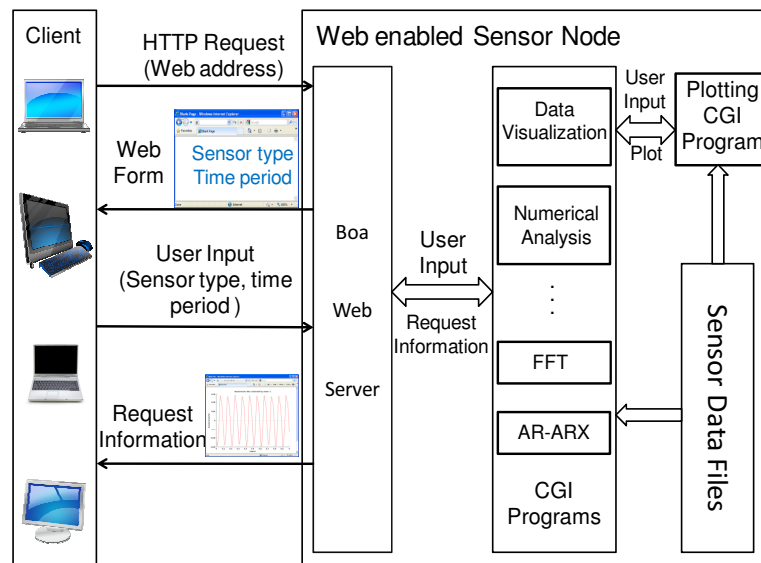 Client
HTTP Request
(Web address)
Web
Form
Sensor type
Time period
User Input
(Sensor type, time
period )
Request
Information
Web enabled Sensor Node
Boa
Web
Server
User
Input
Request
Information
Data
Visualization
Numerical
Analysis
.
.
.
FFT
AR-ARX
CGI
Programs
User
Input
Plot
Plotting
CGI
Program
Sensor Data Files